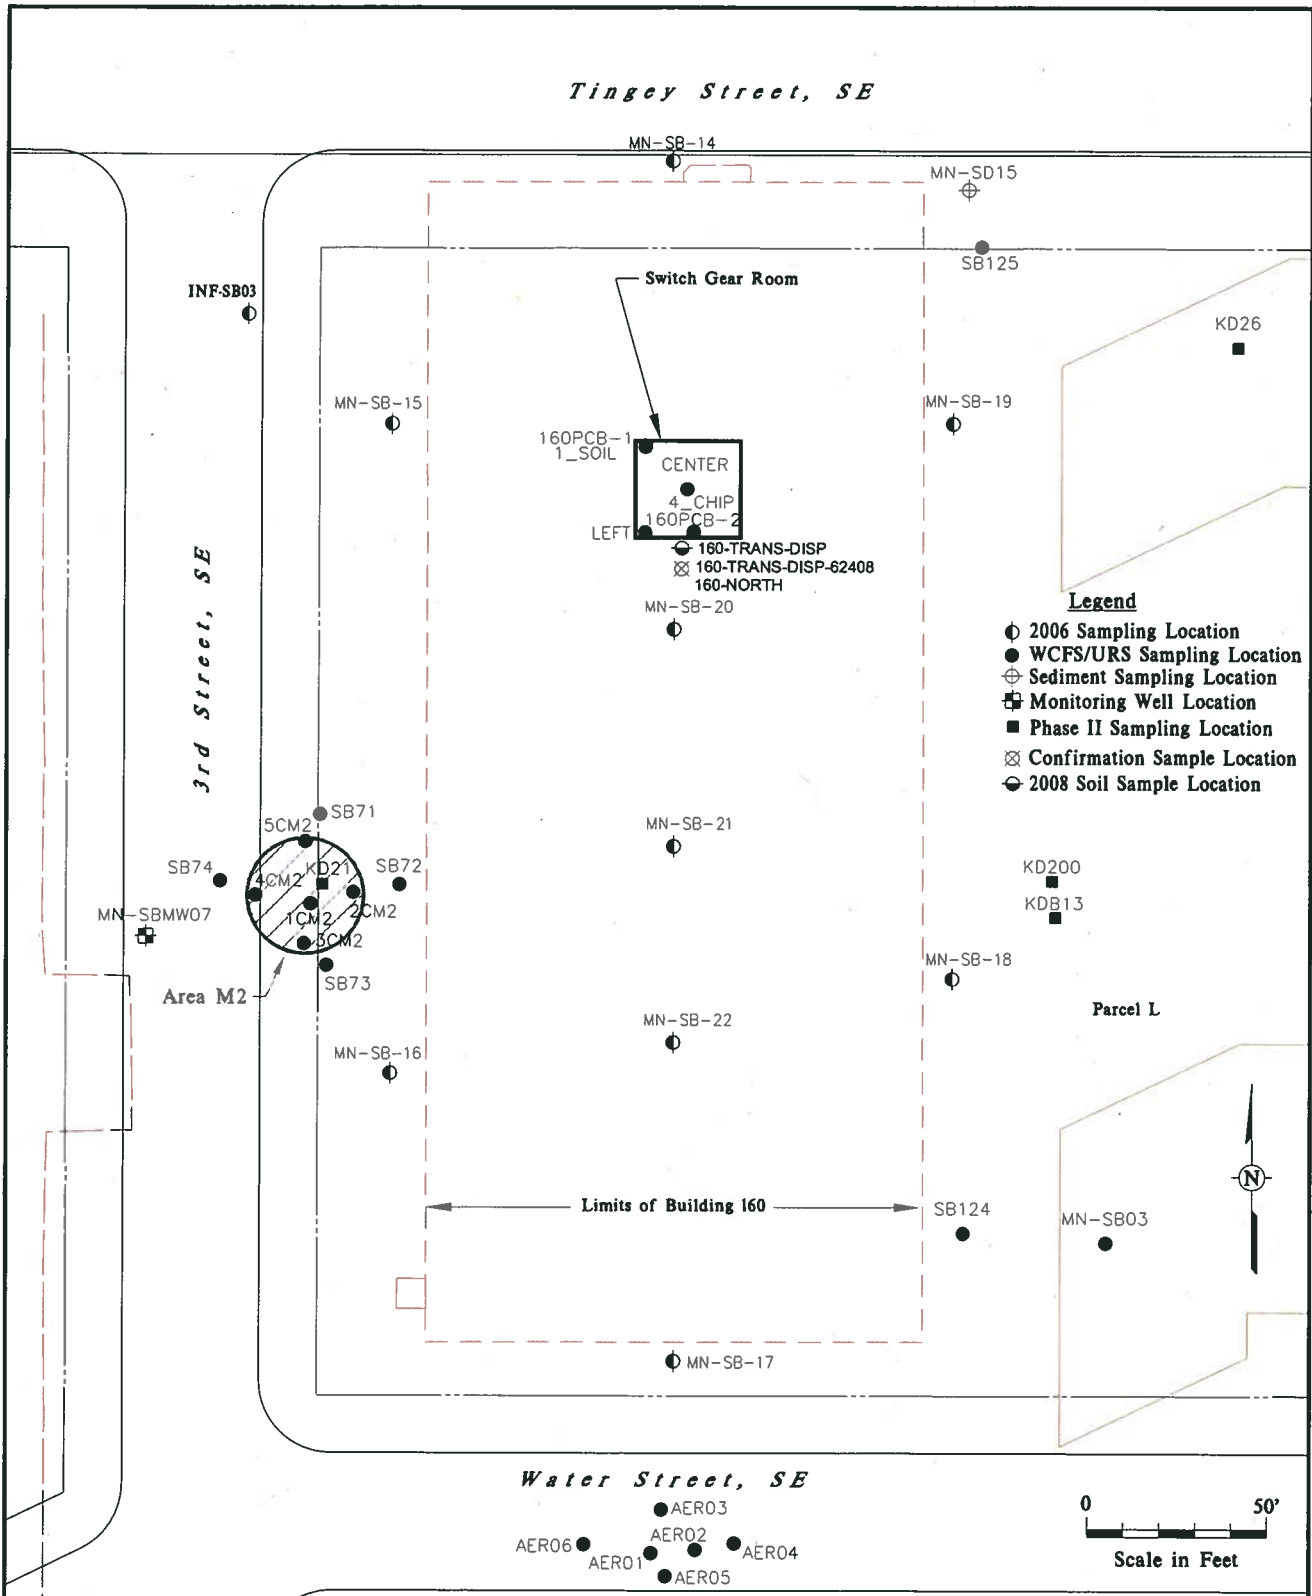 Tingey Street, SE
MN-SB-14
MN-SD15
SB125
Switch Gear Room
INF-SB03
KD26
MN-SB-15
MN-SB-19
160PCB-1
1_SOIL
CENTER
4_CHIP
160PCB-2
LEFT
160-TRANS-DISP
160-TRANS-DISP-62408
160-NORTH
MN-SB-20
3rd Street, SE
Legend
2006 Sampling Location
WCFS/URS Sampling Location
Sediment Sampling Location
Monitoring Well Location
Phase II Sampling Location
Confirmation Sample Location
2008 Soil Sample Location
SB71
5CM2
MN-SB-21
SB74
KD21
SB72
4CM2
KD200
1CM2
2CM2
KDB13
MN-SBMW07
3CM2
SB73
MN-SB-18
Area M2
Parcel L
MN-SB-22
MN-SB-16
N
Limits of Building 160
SB124
MN-SB03
MN-SB-17
Water Street, SE
0 50'
Scale in Feet
AER03
AER02
AER06
AER01
AER04
AER05